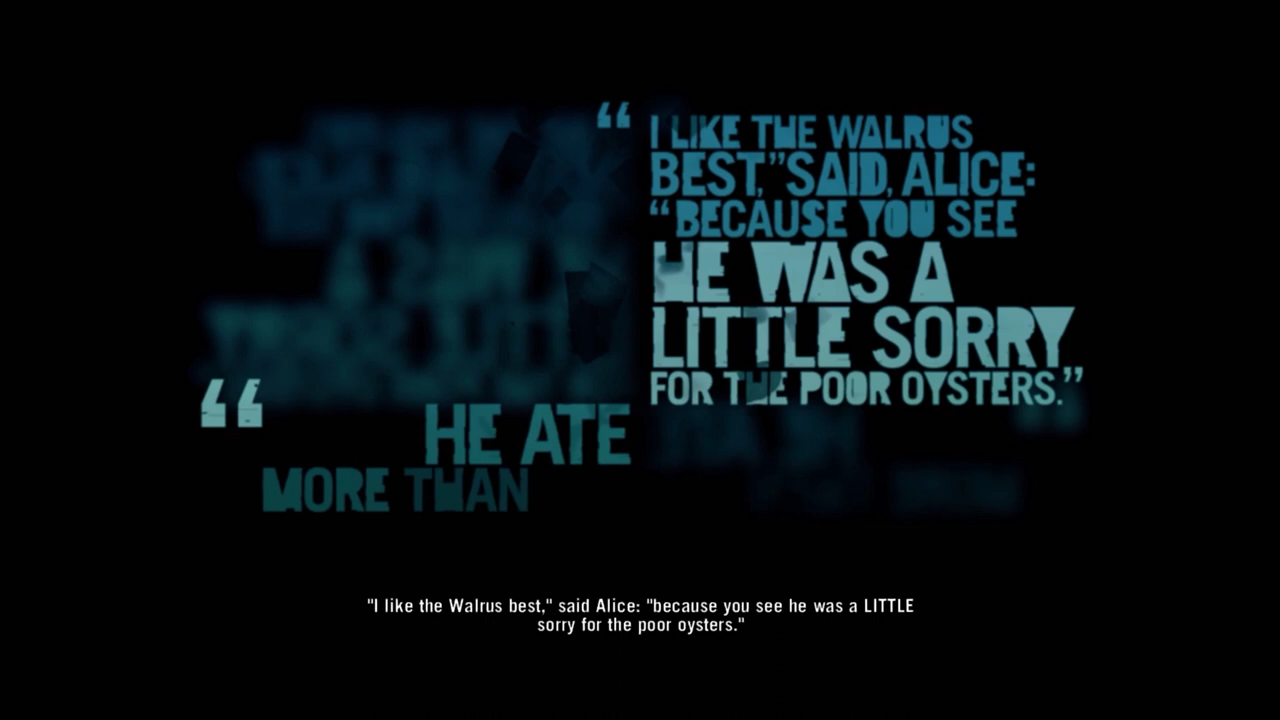 “ I LIKE THE WALRUS
BEST,” SAID, ALICE:
“BECAUSE YOU SEE
HE WAS A
LITTLE SORRY
FOR THE POOR OYSTERS.”
“ HE ATE
MORE THAN
"I like the Walrus best," said Alice: "because you see he was a LITTLE
sorry for the poor oysters."